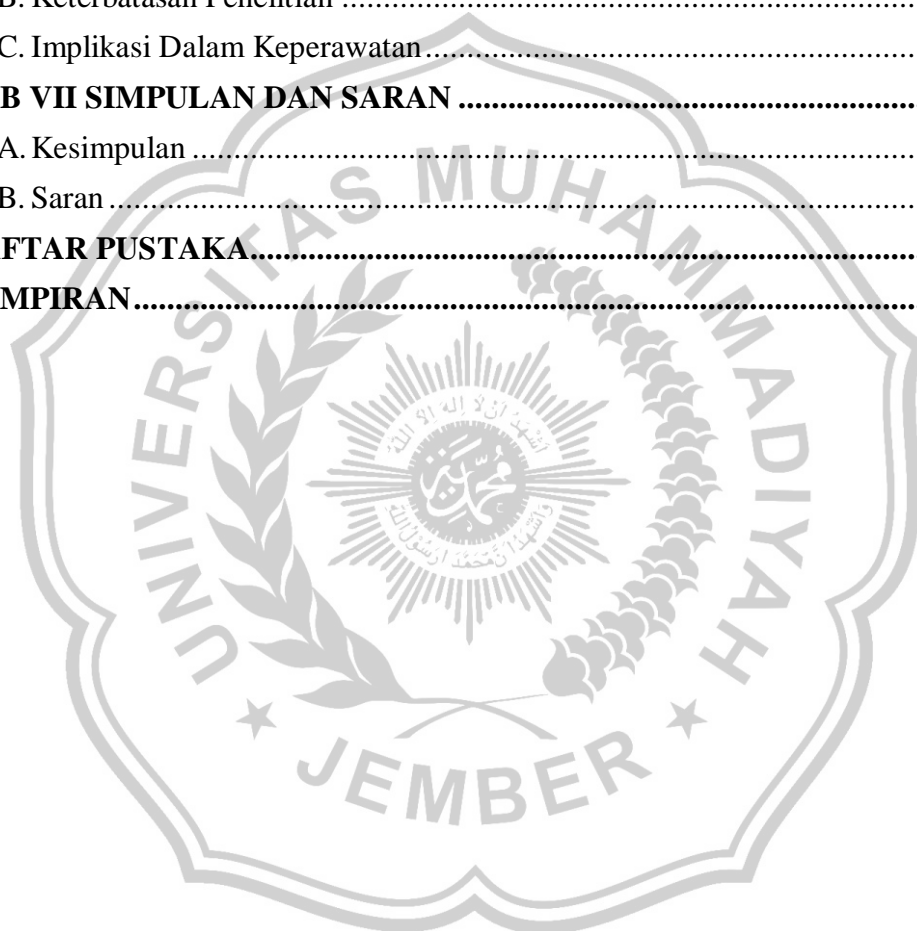 B. Keterbatasan Penelitian ................................................................
C. Implikasi Dalam Keperawatan ................................................................
B VII SIMPULAN DAN SARAN ................................................................
A. Kesimpulan ................................................................
B. Saran ................................................................
FTAR PUSTAKA ................................................................
MPIRAN ................................................................
UNIVERSITAS MUHAMMADIYAH
★ JEMBER ★